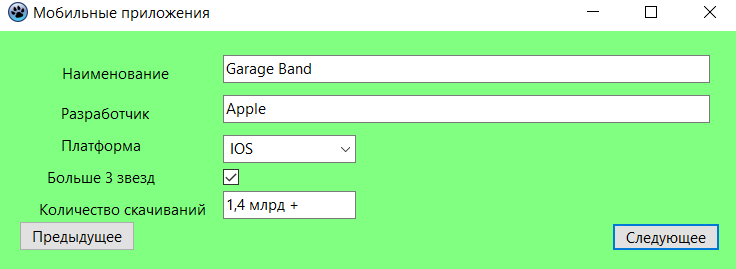 Мобильные приложения
Наименование Garage Band
Разработчик Apple
Платформа IOS
Больше 3 звезд
Количество скачиваний 1,4 млрд +
Предыдущее Следующее